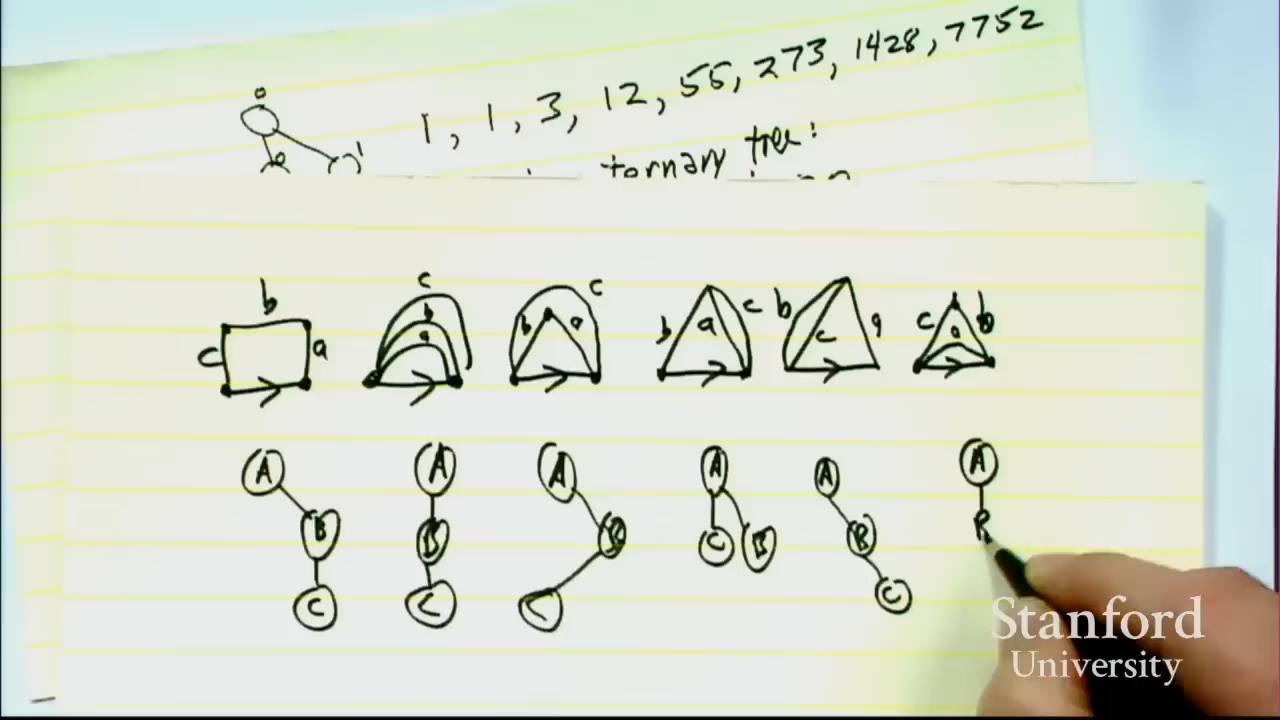 1, 1, 3, 12, 55, 273, 1428, 7752
ternary tree:
b c a
c b a
c b a
b a c
b c a
c a b
A B C
A B C
A B C
A C B
A B C
A B
Stanford
University